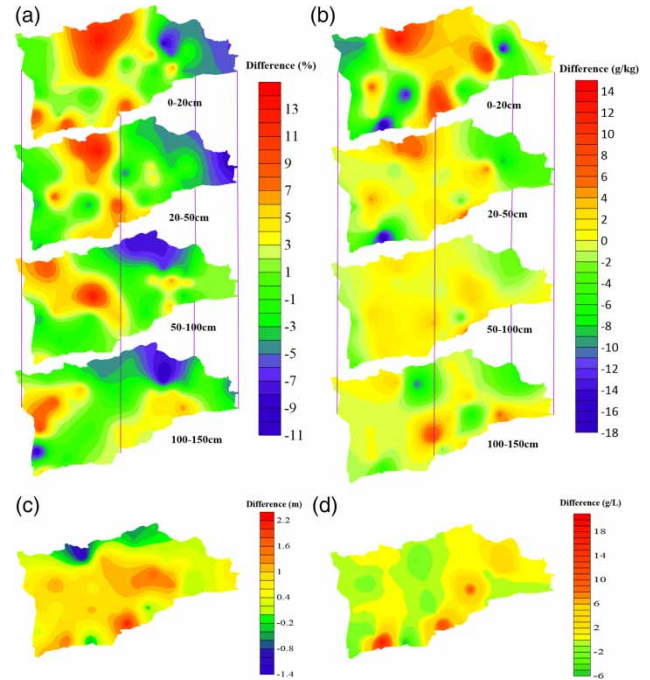 (a)
Difference (%)
13
11
9
7
5
3
1
-1
-3
-5
-7
-9
-11
0-20cm
20-50cm
50-100cm
100-150cm
(b)
Difference (g/kg)
14
12
10
8
6
4
2
0
-2
-4
-6
-8
-10
-12
-14
-16
-18
0-20cm
20-50cm
50-100cm
100-150cm
(c)
Difference (m)
2.2
1.6
1
0.4
-0.2
-0.8
-1.4
(d)
Difference (g/L)
18
14
10
6
2
-2
-6